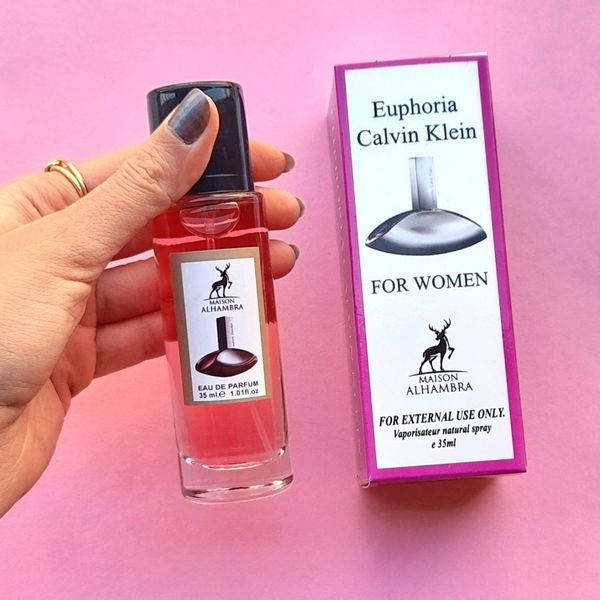 MAISON
ALHAMBRA
EAU DE PARFUM
35 ml.e 1.01fl.oz
Euphoria
Calvin Klein
FOR WOMEN
MAISON
ALHAMBRA
FOR EXTERNAL USE ONLY.
Vaporisateur natural spray
e 35ml